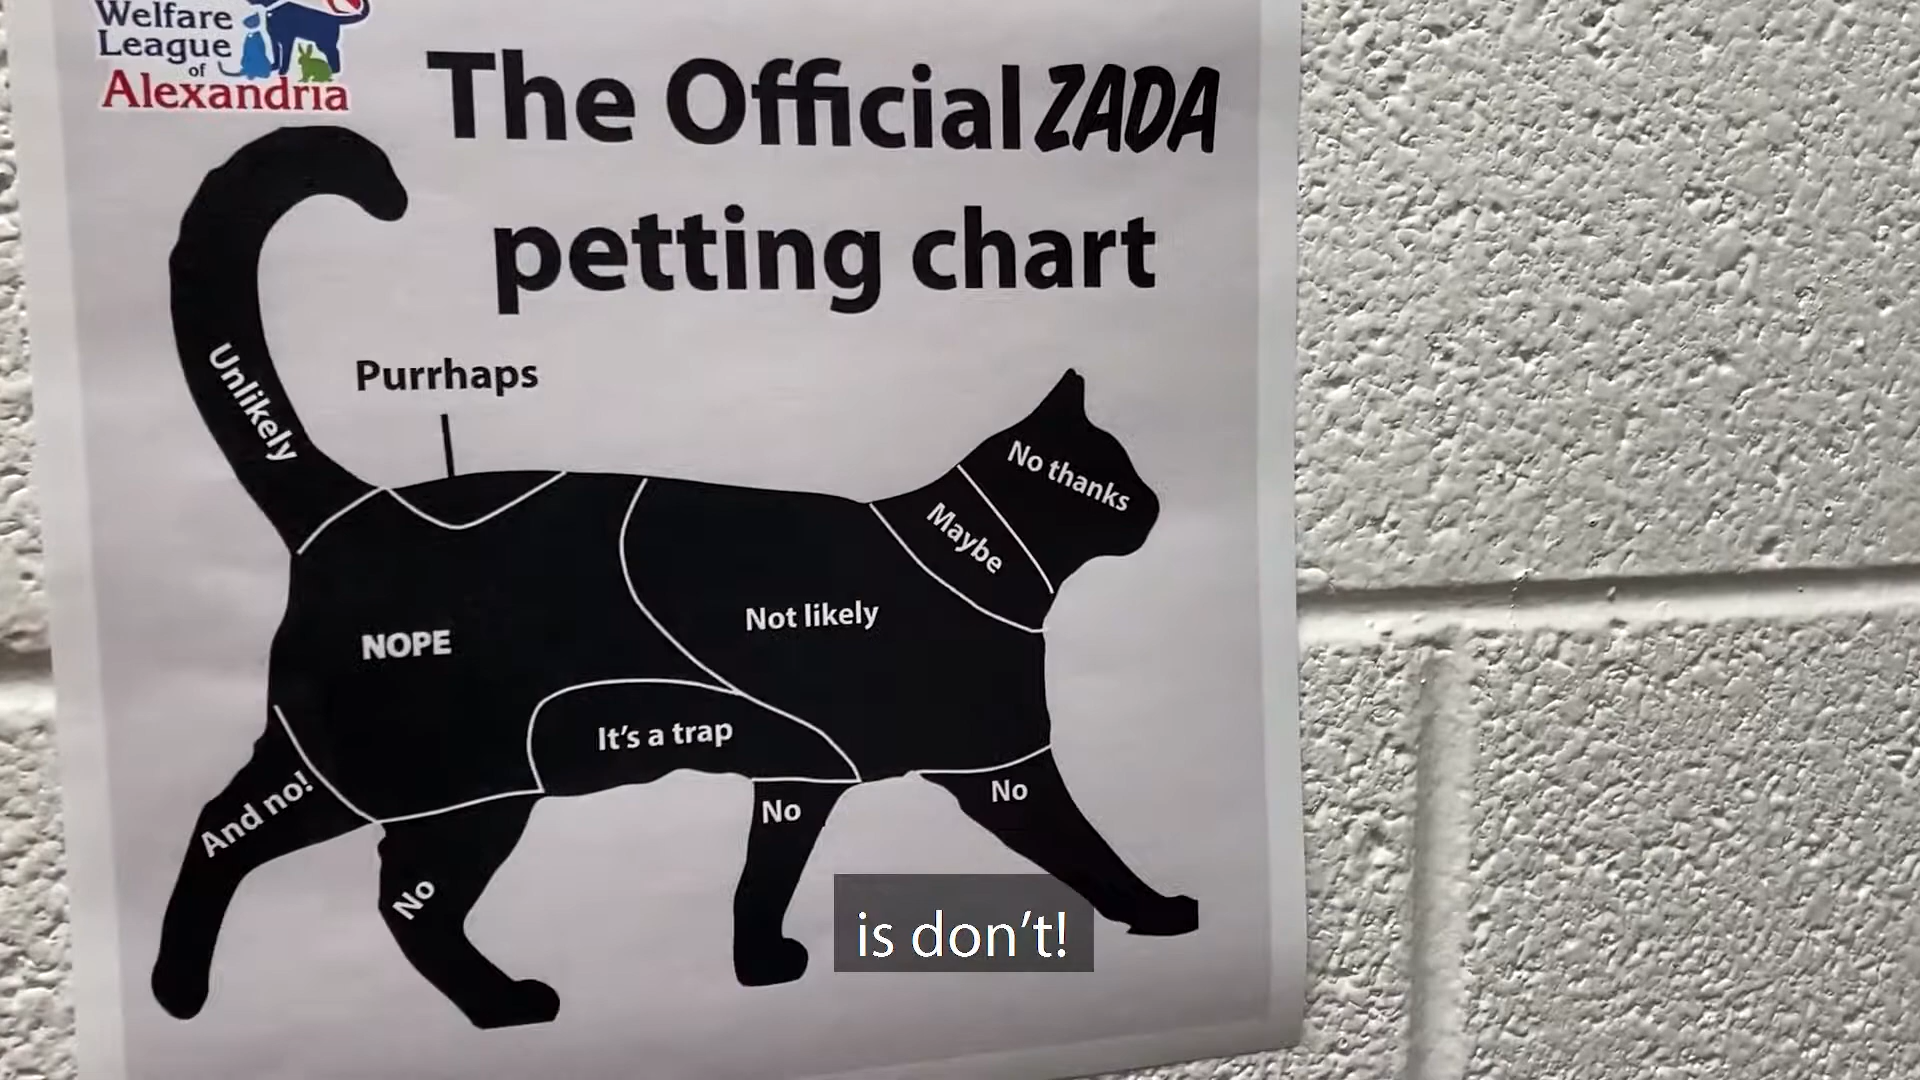 Welfare
League
of
Alexandria
The Official ZADA
petting chart
Purrhaps
Unlikely
No thanks
Maybe
Not likely
NOPE
It's a trap
And no!
No
No
No
is don't!